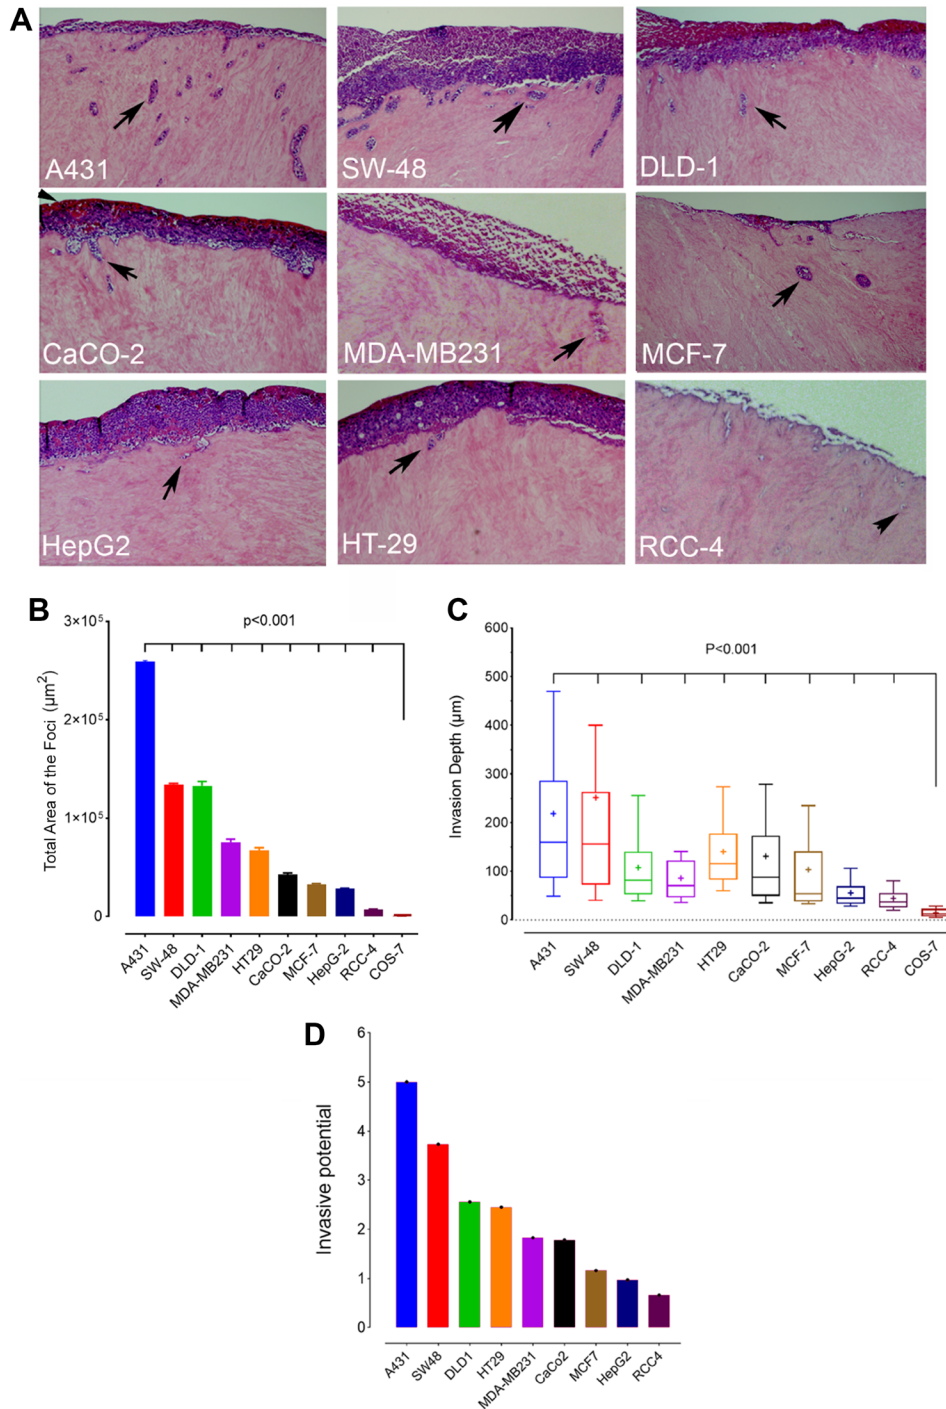 A
A431
SW-48
DLD-1
CaCO-2
MDA-MB231
MCF-7
HepG2
HT-29
RCC-4
B
p<0.001
Total Area of the Foci (µm²)
3×10⁵
2×10⁵
1×10⁵
0
A431
SW-48
DLD-1
MDA-MB231
HT29
CaCO-2
MCF-7
HepG-2
RCC-4
COS-7
C
P<0.001
Invasion Depth (µm)
600
500
400
300
200
100
0
A431
SW-48
DLD-1
MDA-MB231
HT29
CaCO-2
MCF-7
HepG-2
RCC-4
COS-7
D
Invasive potential
6
5
4
3
2
1
0
A431
SW48
DLD1
HT29
MDA-MB231
CaCo2
MCF7
HepG2
RCC4